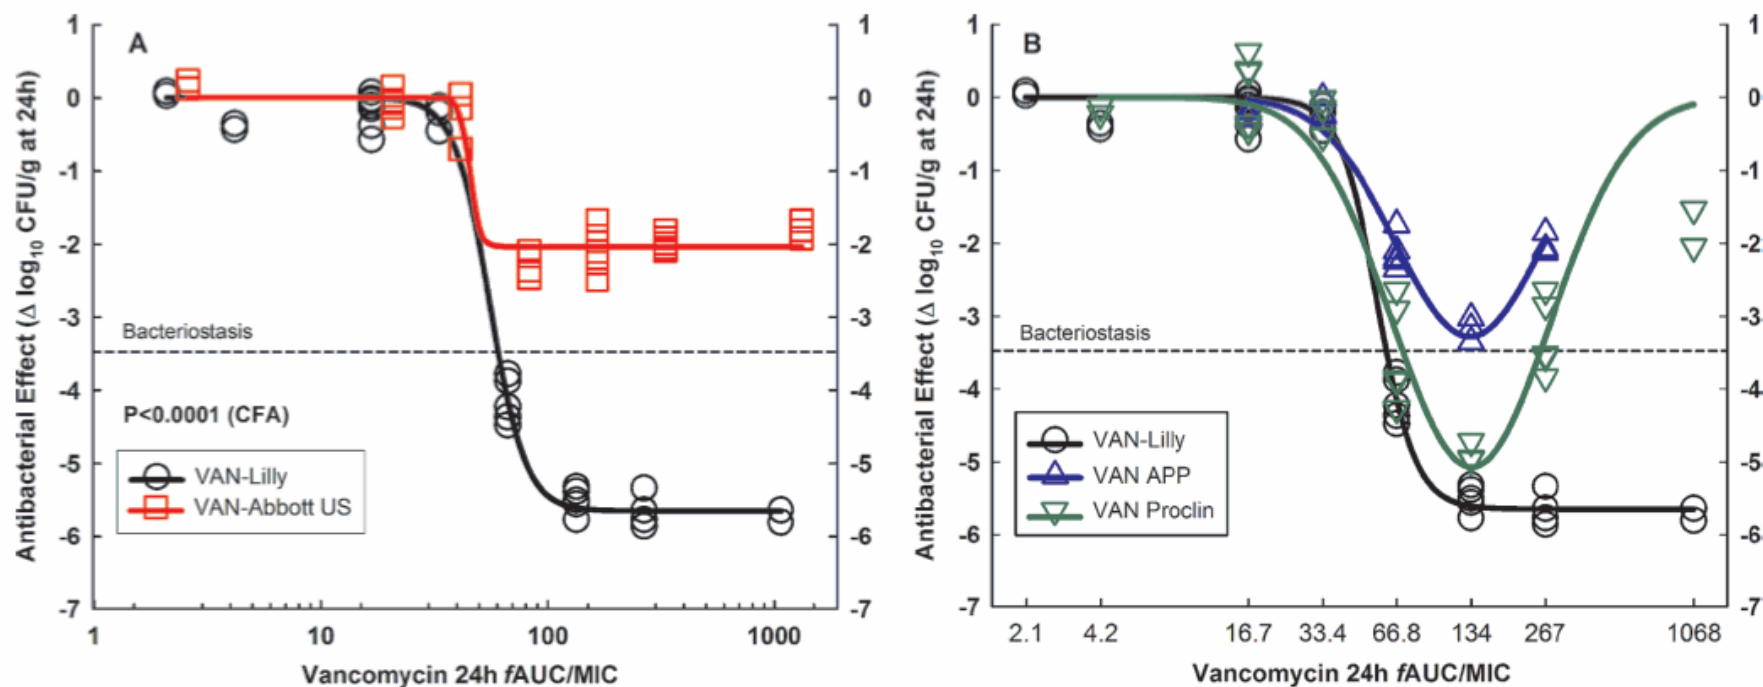 A
1
0
-1
-2
-3
-4
-5
-6
-7
Antibacterial Effect (Δ log10 CFU/g at 24h)
Bacteriostasis
P<0.0001 (CFA)
VAN-Lilly
VAN-Abbott US
1
0
-1
-2
-3
-4
-5
-6
-7
1 10 100 1000
Vancomycin 24h fAUC/MIC
B
1
0
-1
-2
-3
-4
-5
-6
-7
Antibacterial Effect (Δ log10 CFU/g at 24h)
Bacteriostasis
VAN-Lilly
VAN APP
VAN Proclin
1
0
-1
-2
-3
-4
-5
-6
-7
2.1 4.2 16.7 33.4 66.8 134 267 1068
Vancomycin 24h fAUC/MIC